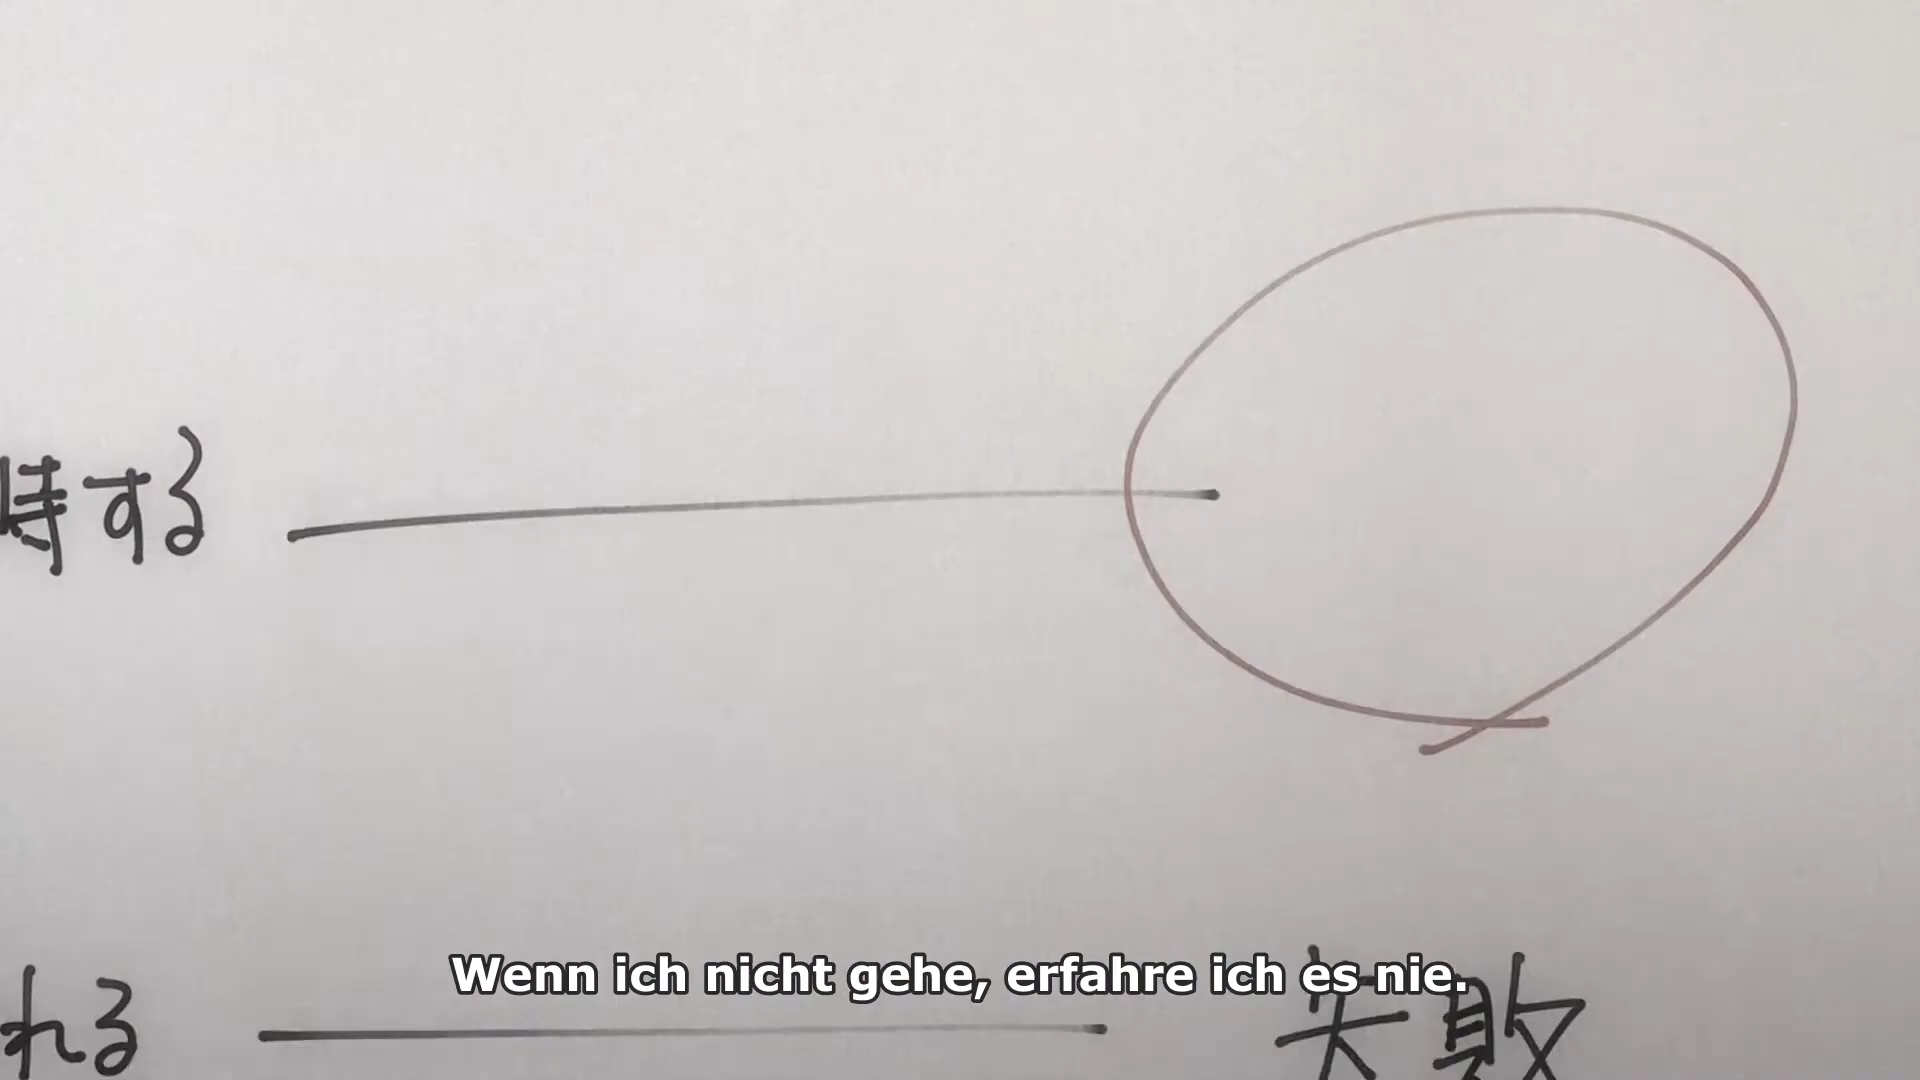 持する
れる
失敗
Wenn ich nicht gehe, erfahre ich es nie.